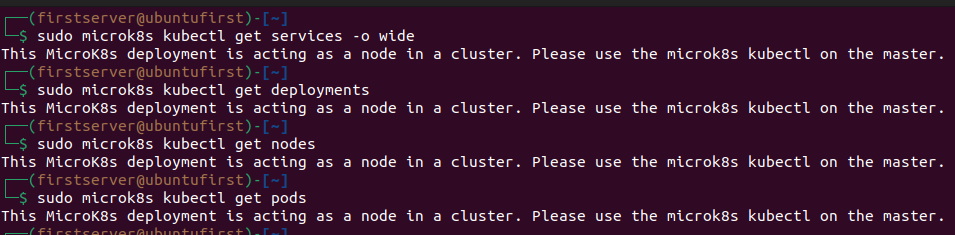 ┌──(firstserver@ubuntufirst)-[~]
└─$ sudo microk8s kubectl get services -o wide
This MicroK8s deployment is acting as a node in a cluster. Please use the microk8s kubectl on the master.
┌──(firstserver@ubuntufirst)-[~]
└─$ sudo microk8s kubectl get deployments
This MicroK8s deployment is acting as a node in a cluster. Please use the microk8s kubectl on the master.
┌──(firstserver@ubuntufirst)-[~]
└─$ sudo microk8s kubectl get nodes
This MicroK8s deployment is acting as a node in a cluster. Please use the microk8s kubectl on the master.
┌──(firstserver@ubuntufirst)-[~]
└─$ sudo microk8s kubectl get pods
This MicroK8s deployment is acting as a node in a cluster. Please use the microk8s kubectl on the master.
┌──(firstserver@ubuntufirst)-[~]